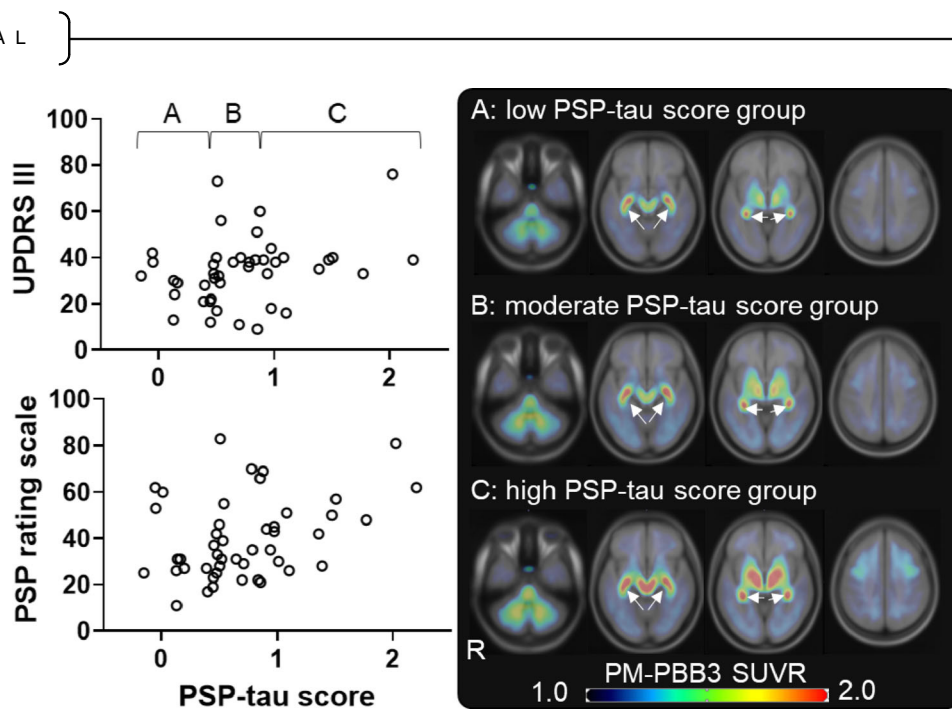 A L
A B C
100
80
60
40
20
0
UPDRS III
0 1 2
100
80
60
40
20
0
PSP rating scale
0 1 2
PSP-tau score
A: low PSP-tau score group
B: moderate PSP-tau score group
C: high PSP-tau score group
R
PM-PBB3 SUVR
1.0 2.0